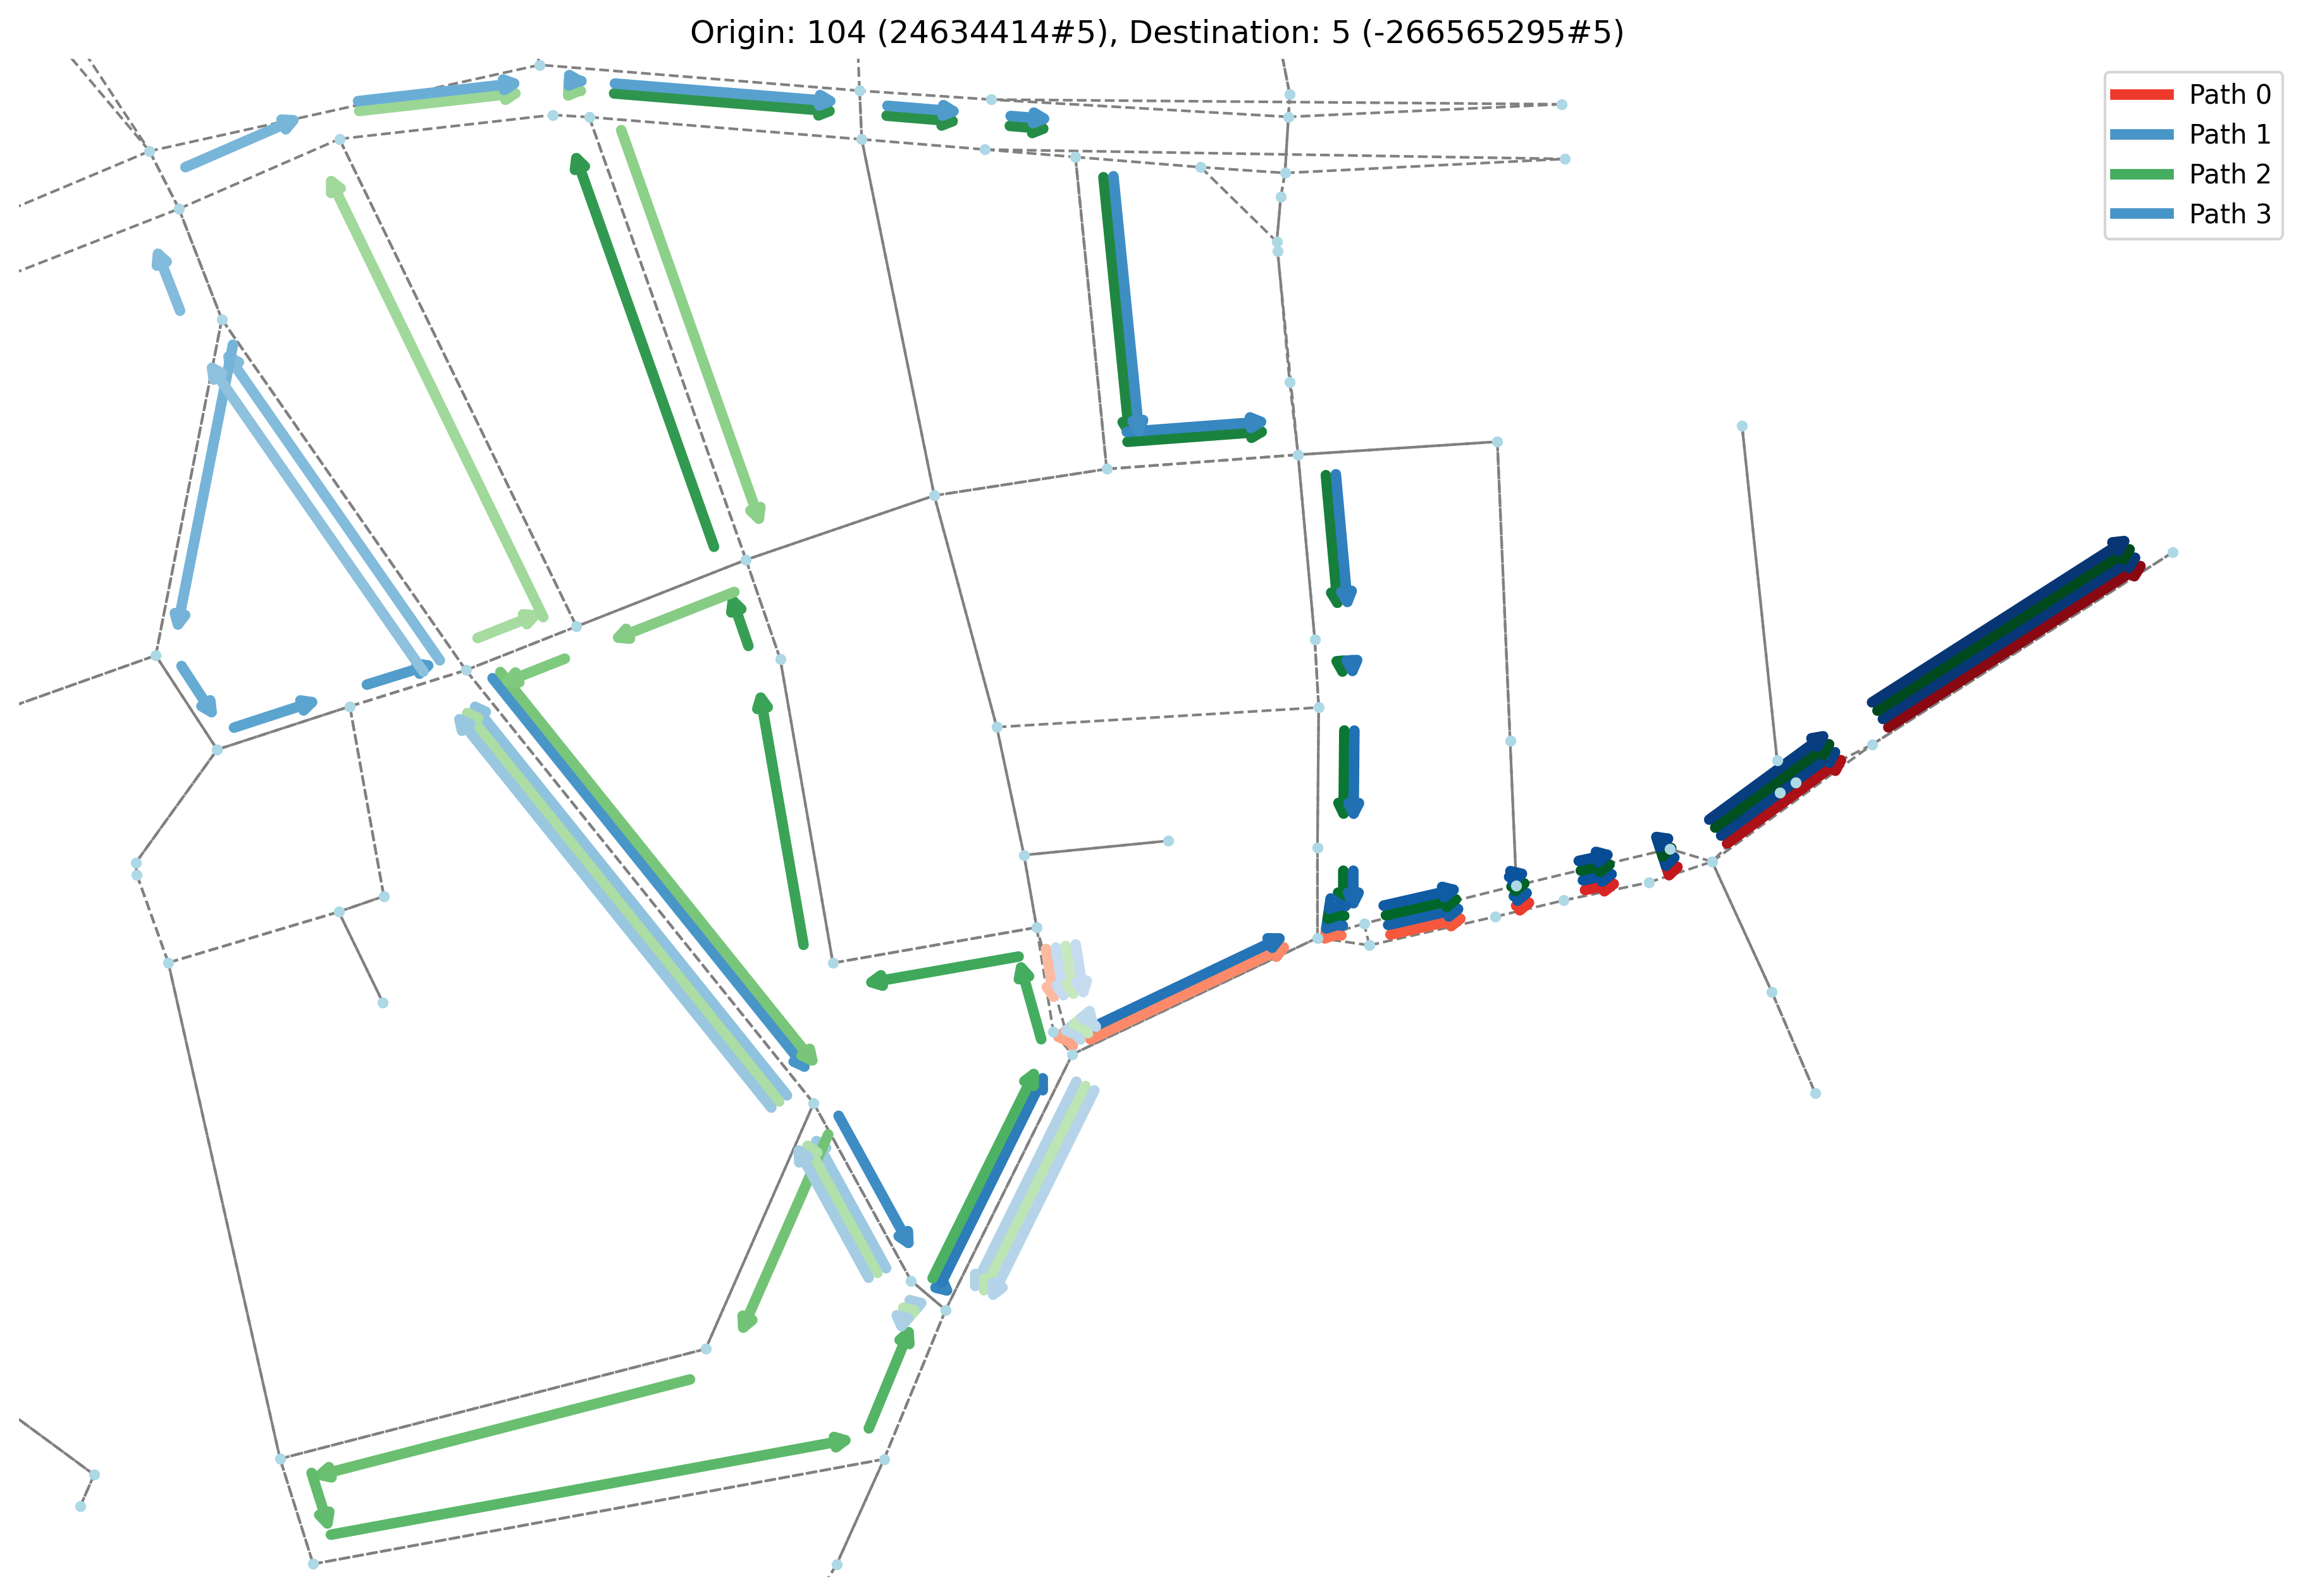 Origin: 104 (24634414#5), Destination: 5 (-266565295#5)
Path 0
Path 1
Path 2
Path 3